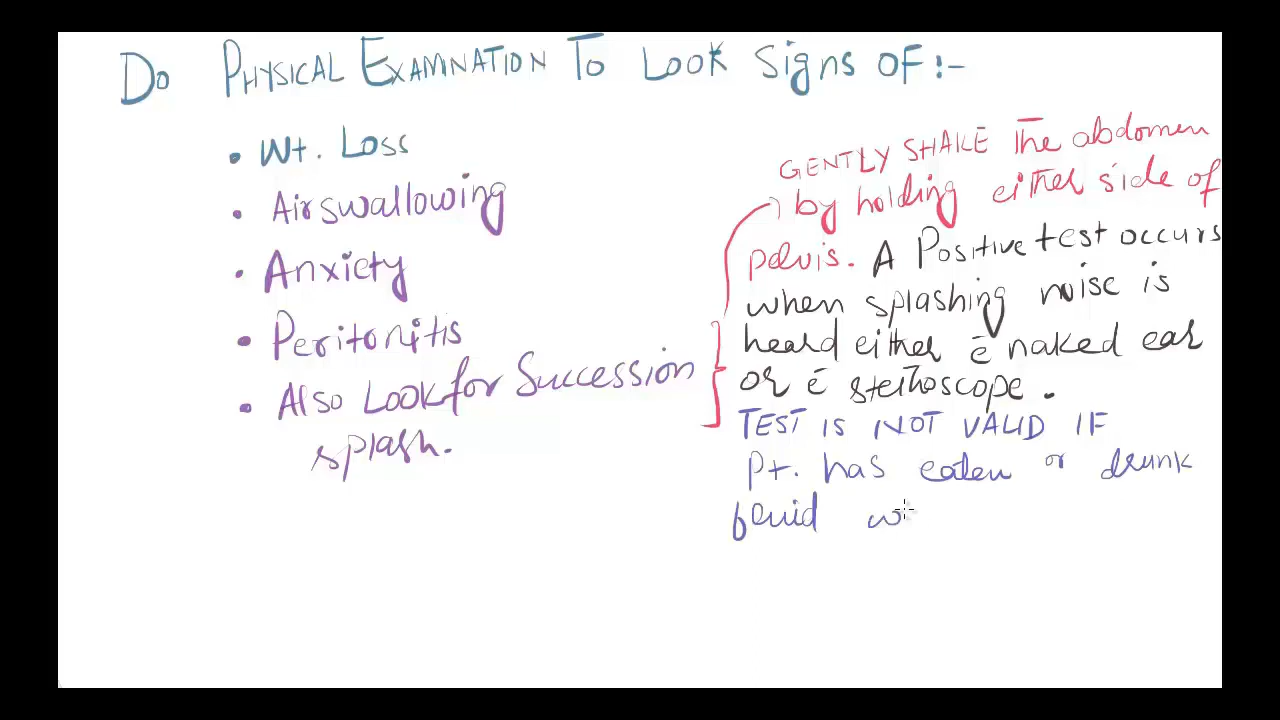 Do PHYSICAL EXAMNATION To LOOK Signs OF:-
• Wt. Loss
• Airswallowing
• Anxiety
• Peritonitis
• Also Look for Succession
splash.
GENTLY SHAKE The abdomen
by holding either side of
pelvis. A Positive test occurs
when splashing noise is
heard either c̄ naked ear
or c̄ stethoscope.
TEST IS NOT VALID IF
Pt. has eaten or drunk
fluid w